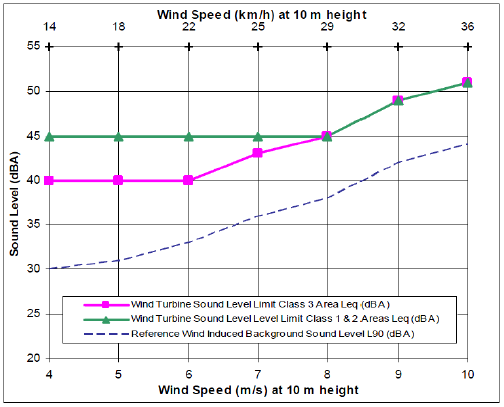 Wind Speed (km/h) at 10 m height
14 18 22 25 29 32 36
55
50
45
40
35
30
25
20
Sound Level (dBA)
Wind Turbine Sound Level Limit Class 3 Area Leq (dBA)
Wind Turbine Sound Level Level Limit Class 1 & 2 Areas Leq (dBA)
Reference Wind Induced Background Sound Level L90 (dBA)
4 5 6 7 8 9 10
Wind Speed (m/s) at 10 m height